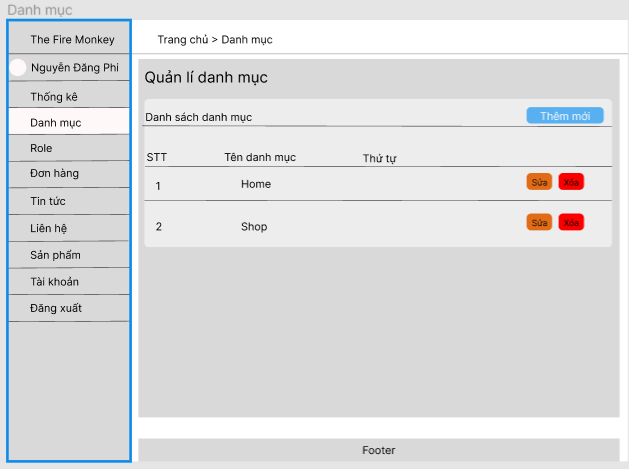 Danh mục
The Fire Monkey
Trang chủ > Danh mục
Nguyễn Đăng Phi
Thống kê
Danh mục
Role
Đơn hàng
Tin tức
Liên hệ
Sản phẩm
Tài khoản
Đăng xuất
Quản lí danh mục
Danh sách danh mục
Thêm mới
STT Tên danh mục Thứ tự
1 Home Sửa Xóa
2 Shop Sửa Xóa
Footer